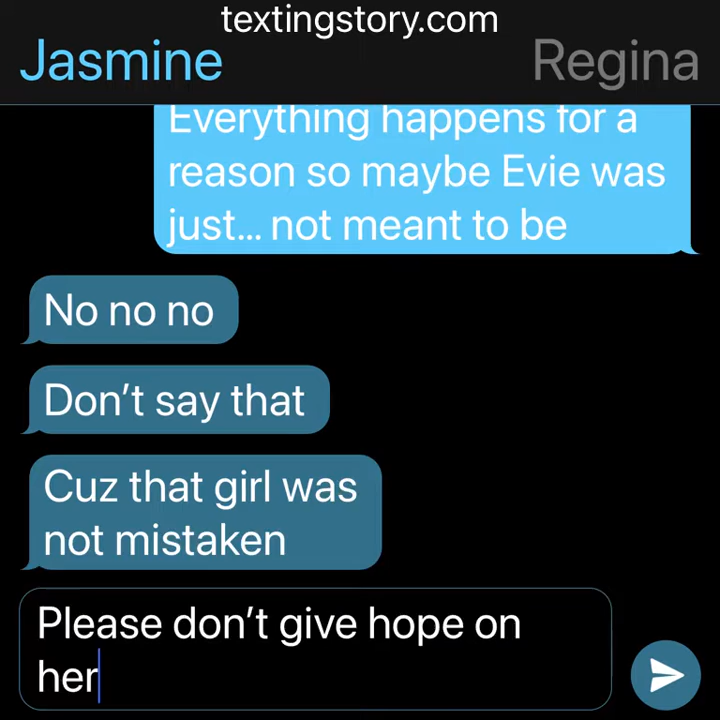 textingstory.com
Jasmine
Regina
Everything happens for a
reason so maybe Evie was
just... not meant to be
No no no
Don’t say that
Cuz that girl was
not mistaken
Please don’t give hope on
her